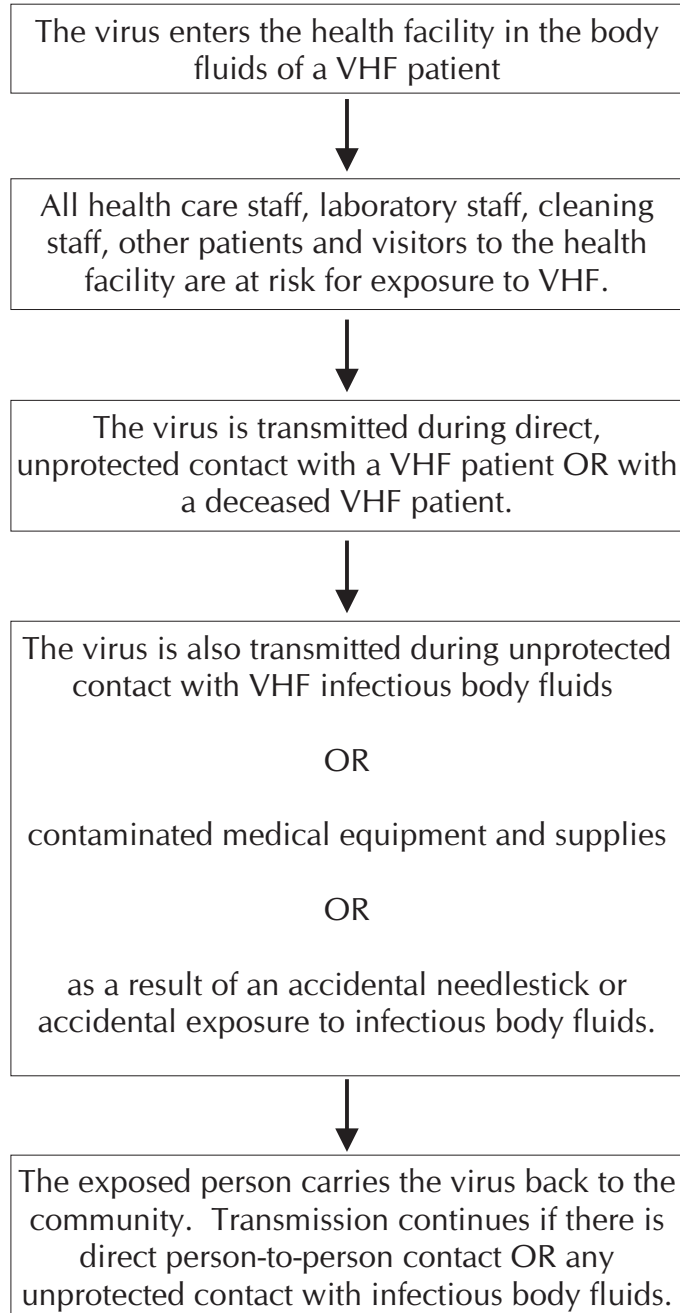 The virus enters the health facility in the body
fluids of a VHF patient
All health care staff, laboratory staff, cleaning
staff, other patients and visitors to the health
facility are at risk for exposure to VHF.
The virus is transmitted during direct,
unprotected contact with a VHF patient OR with
a deceased VHF patient.
The virus is also transmitted during unprotected
contact with VHF infectious body fluids
OR
contaminated medical equipment and supplies
OR
as a result of an accidental needlestick or
accidental exposure to infectious body fluids.
The exposed person carries the virus back to the
community.  Transmission continues if there is
direct person-to-person contact OR any
unprotected contact with infectious body fluids.